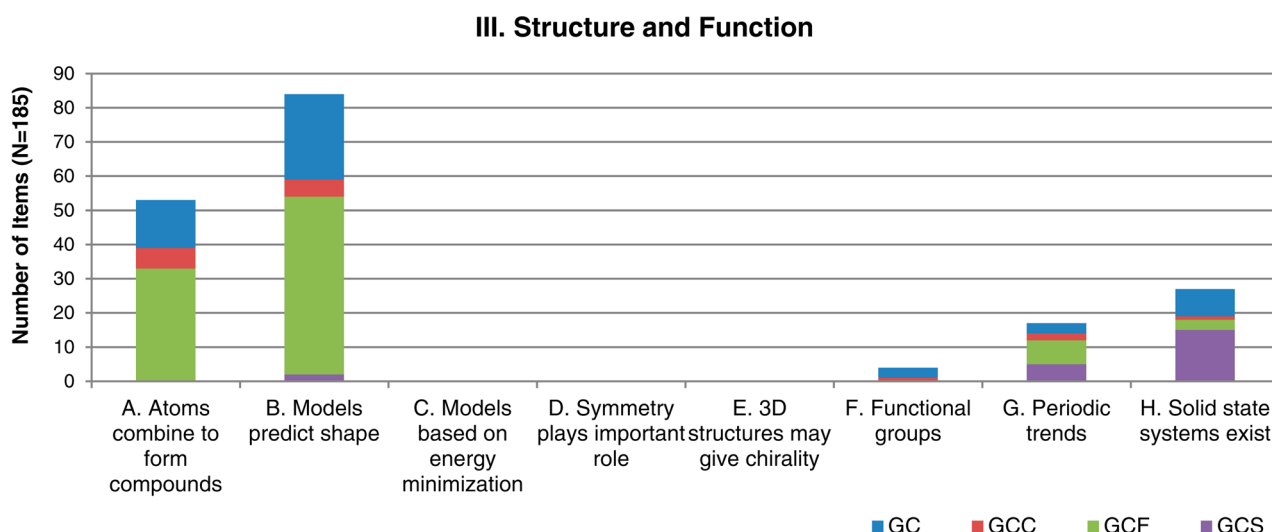 III. Structure and Function
Number of Items (N=185)
90
80
70
60
50
40
30
20
10
0
A. Atoms
combine to
form
compounds
B. Models
predict shape
C. Models
based on
energy
minimization
D. Symmetry
plays important
role
E. 3D
structures may
give chirality
F. Functional
groups
G. Periodic
trends
H. Solid state
systems exist
GC
GCC
GCF
GCS